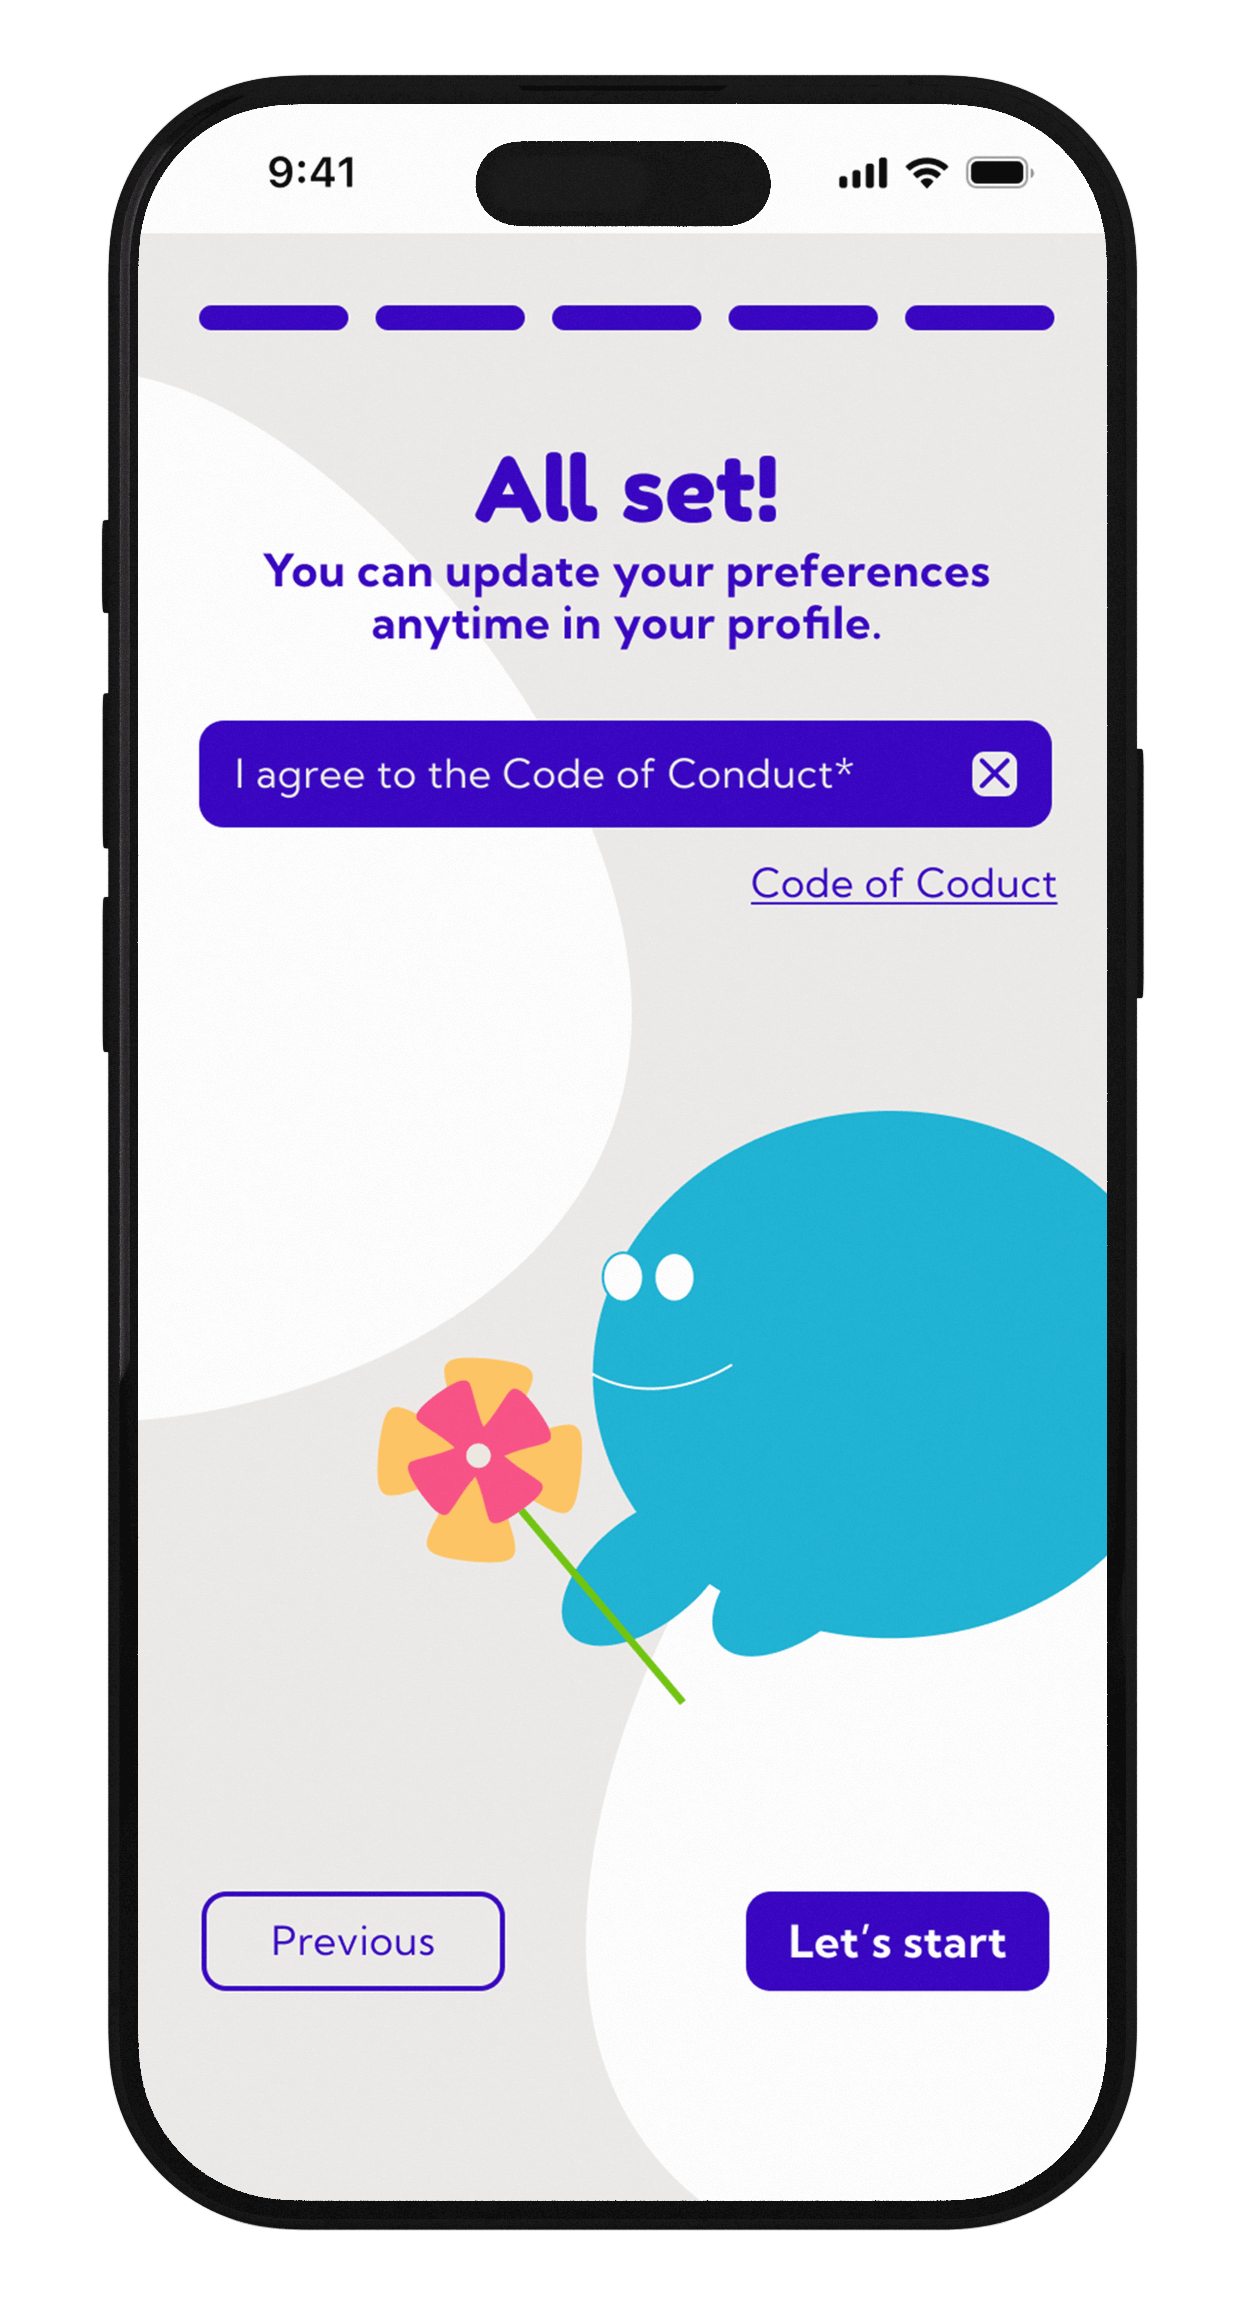 9:41
All set!
You can update your preferences
anytime in your profile.
I agree to the Code of Conduct*
Code of Coduct
Previous
Let’s start